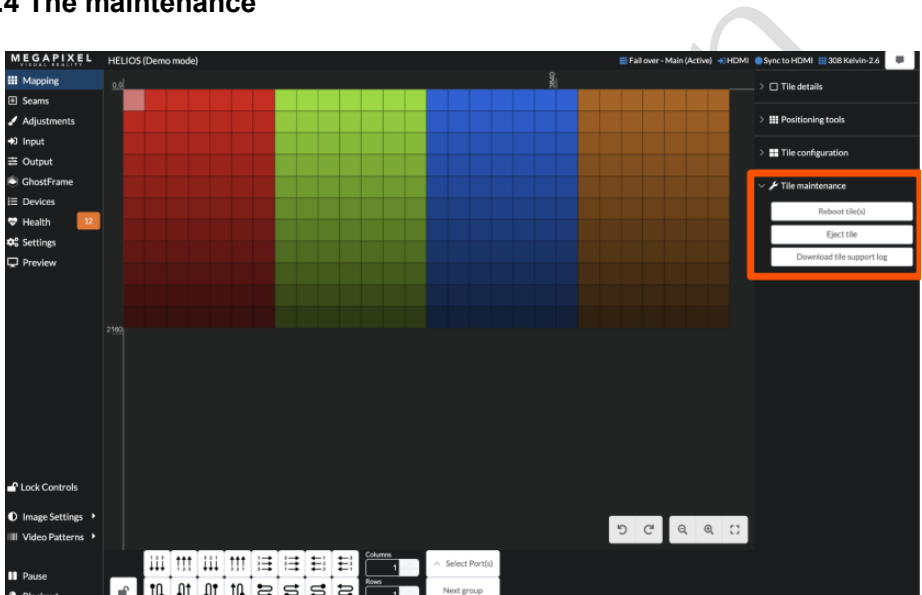 .4 The maintenance
MEGAPIXEL
VISUAL REALITY
HELIOS (Demo mode)
Fail over - Main (Active)
HDMI
Sync to HDMI
308 Kelvin-2.6
Mapping
Seams
Adjustments
Input
Output
GhostFrame
Devices
Health
12
Settings
Preview
0,0
3840
2160
Tile details
Positioning tools
Tile configuration
Tile maintenance
Reboot tile(s)
Eject tile
Download tile support log
Lock Controls
Image Settings
Video Patterns
Pause
Columns
1
Rows
1
Select Port(s)
Next group